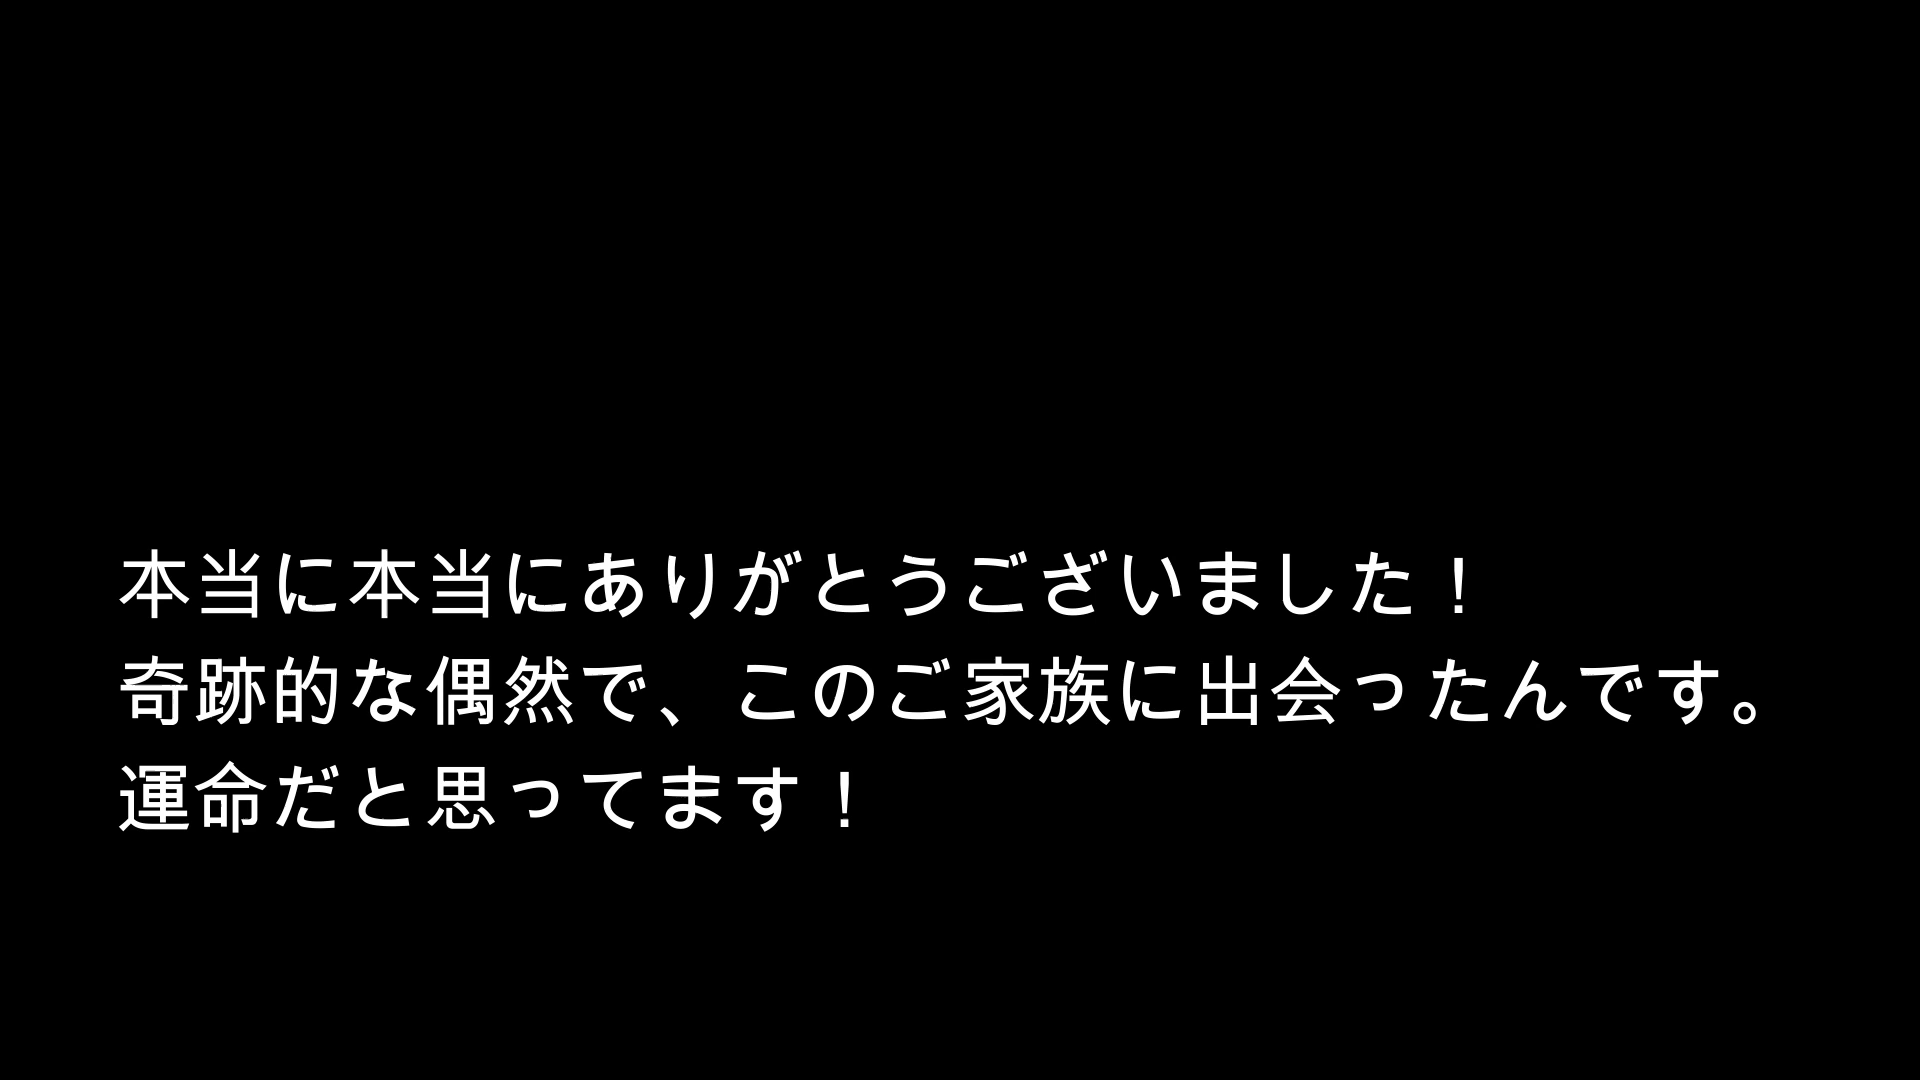 本当に本当にありがとうございました！
奇跡的な偶然で、このご家族に出会ったんです。
運命だと思ってます！